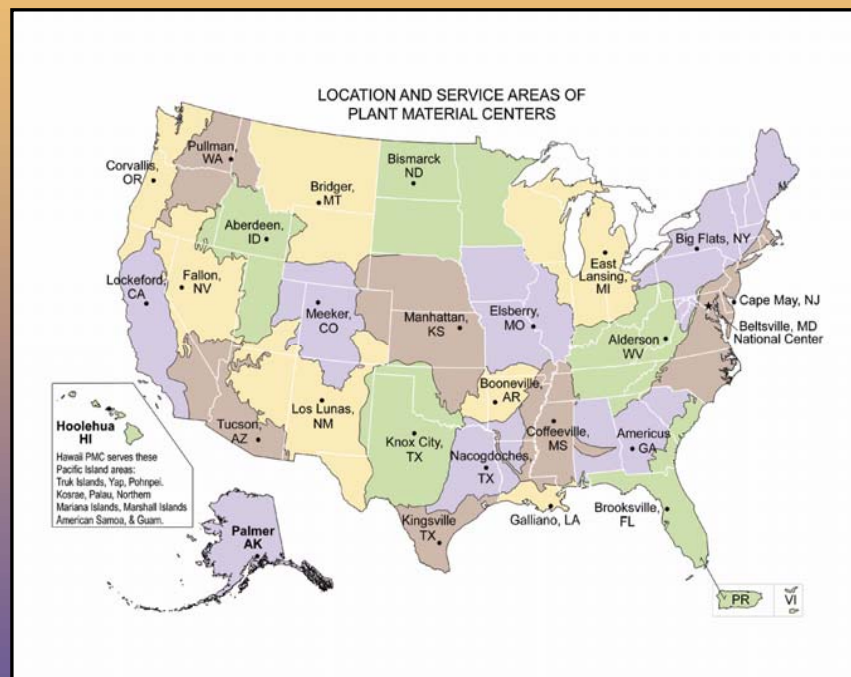 LOCATION AND SERVICE AREAS OF
PLANT MATERIAL CENTERS
Pullman,
WA
Corvallis,
OR
Bismarck
ND
Bridger,
MT
Aberdeen,
ID
Big Flats, NY
East
Lansing,
MI
Fallon,
NV
Lockeford,
CA
Meeker,
CO
Elsberry,
MO
Manhattan,
KS
Cape May, NJ
Beltsville, MD
National Center
Alderson
WV
Booneville,
AR
Los Lunas,
NM
Tucson,
AZ
Knox City,
TX
Coffeeville,
MS
Americus
GA
Nacogdoches,
TX
Kingsville
TX
Galliano, LA
Brooksville,
FL
Hoolehua
HI
Hawaii PMC serves these
Pacific Island areas:
Truk Islands, Yap, Pohnpei.
Kosrae, Palau, Northern
Mariana Islands, Marshall Islands
American Samoa, & Guam.
Palmer
AK
PR
VI